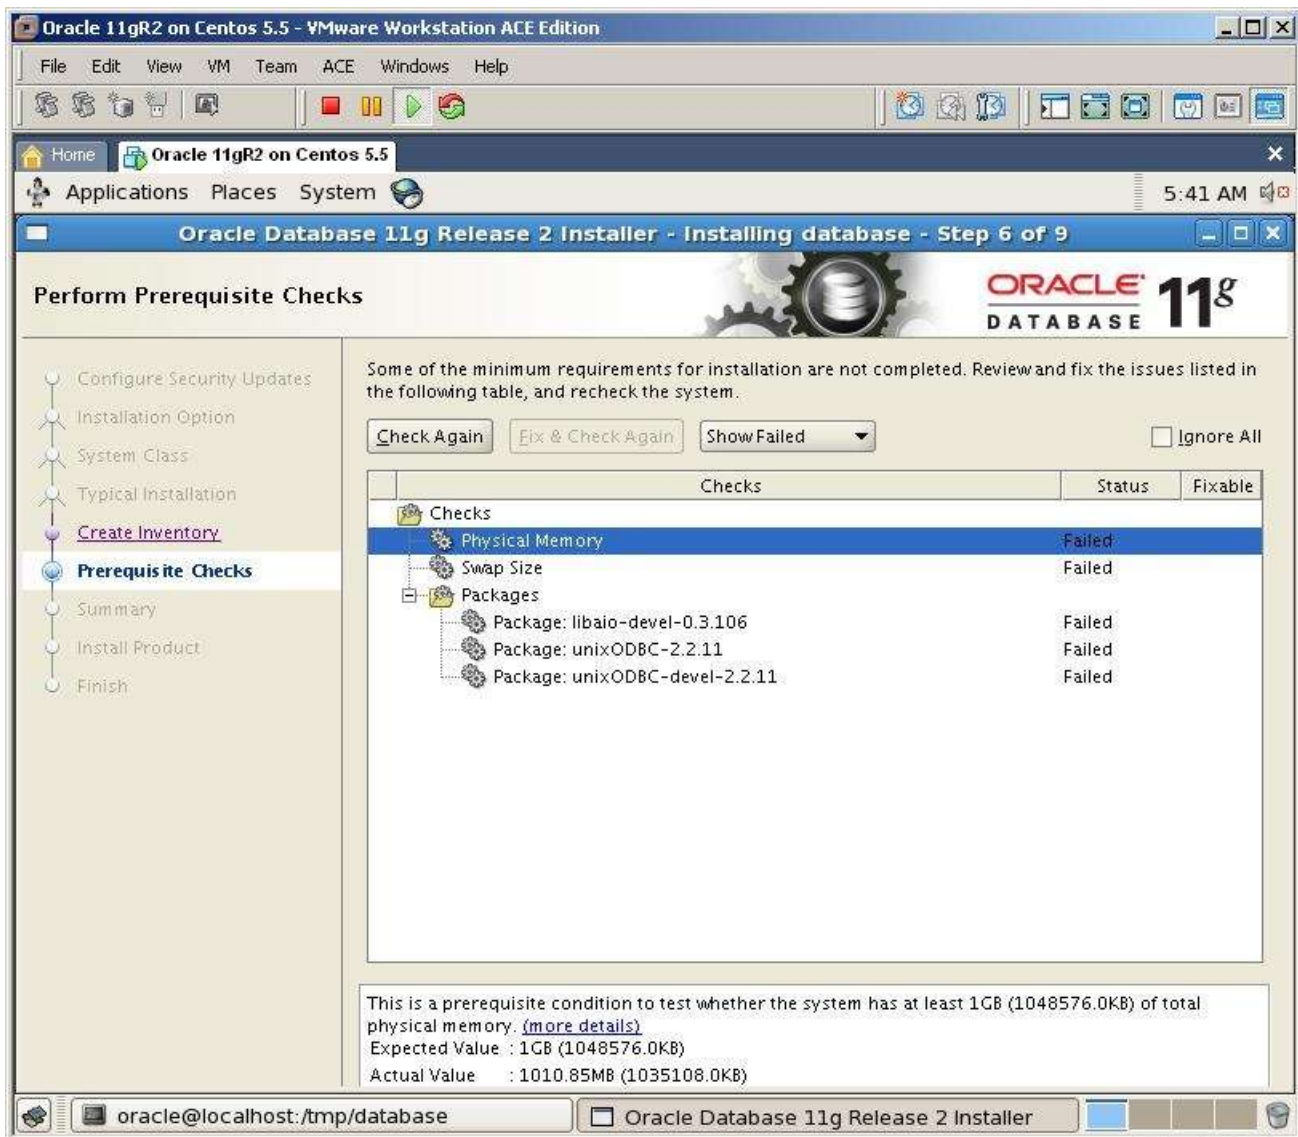 Oracle 11gR2 on Centos 5.5 - VMware Workstation ACE Edition
File Edit View VM Team ACE Windows Help
Home Oracle 11gR2 on Centos 5.5
Applications Places System 5:41 AM
Oracle Database 11g Release 2 Installer - Installing database - Step 6 of 9
Perform Prerequisite Checks
ORACLE 11g
DATABASE
Configure Security Updates
Installation Option
System Class
Typical Installation
Create Inventory
Prerequisite Checks
Summary
Install Product
Finish
Some of the minimum requirements for installation are not completed. Review and fix the issues listed in
the following table, and recheck the system.
Check Again Fix & Check Again Show Failed Ignore All
Checks Status Fixable
Checks
Physical Memory Failed
Swap Size Failed
Packages
Package: libaio-devel-0.3.106 Failed
Package: unixODBC-2.2.11 Failed
Package: unixODBC-devel-2.2.11 Failed
This is a prerequisite condition to test whether the system has at least 1GB (1048576.0KB) of total
physical memory. (more details)
Expected Value : 1GB (1048576.0KB)
Actual Value : 1010.85MB (1035108.0KB)
oracle@localhost:/tmp/database Oracle Database 11g Release 2 Installer